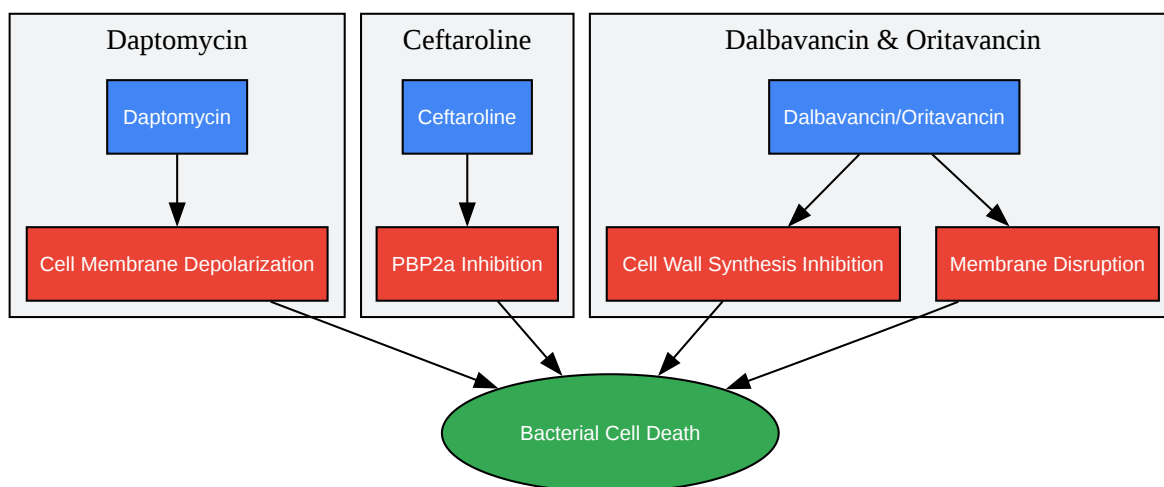 Daptomycin
Ceftaroline
Dalbavancin & Oritavancin
Daptomycin
Ceftaroline
Dalbavancin/Oritavancin
Cell Membrane Depolarization
PBP2a Inhibition
Cell Wall Synthesis Inhibition
Membrane Disruption
Bacterial Cell Death